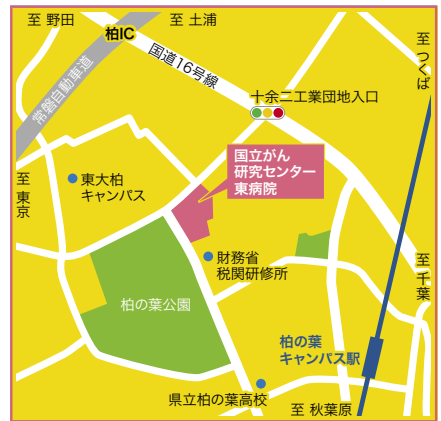 至 野田
至 土浦
柏IC
国道16号線
至 つくば
常磐自動車道
十余二工業団地入口
国立がん
研究センター
東病院
至 東京
東大柏
キャンパス
財務省
税関研修所
至 千葉
柏の葉公園
柏の葉
キャンパス駅
県立柏の葉高校
至 秋葉原